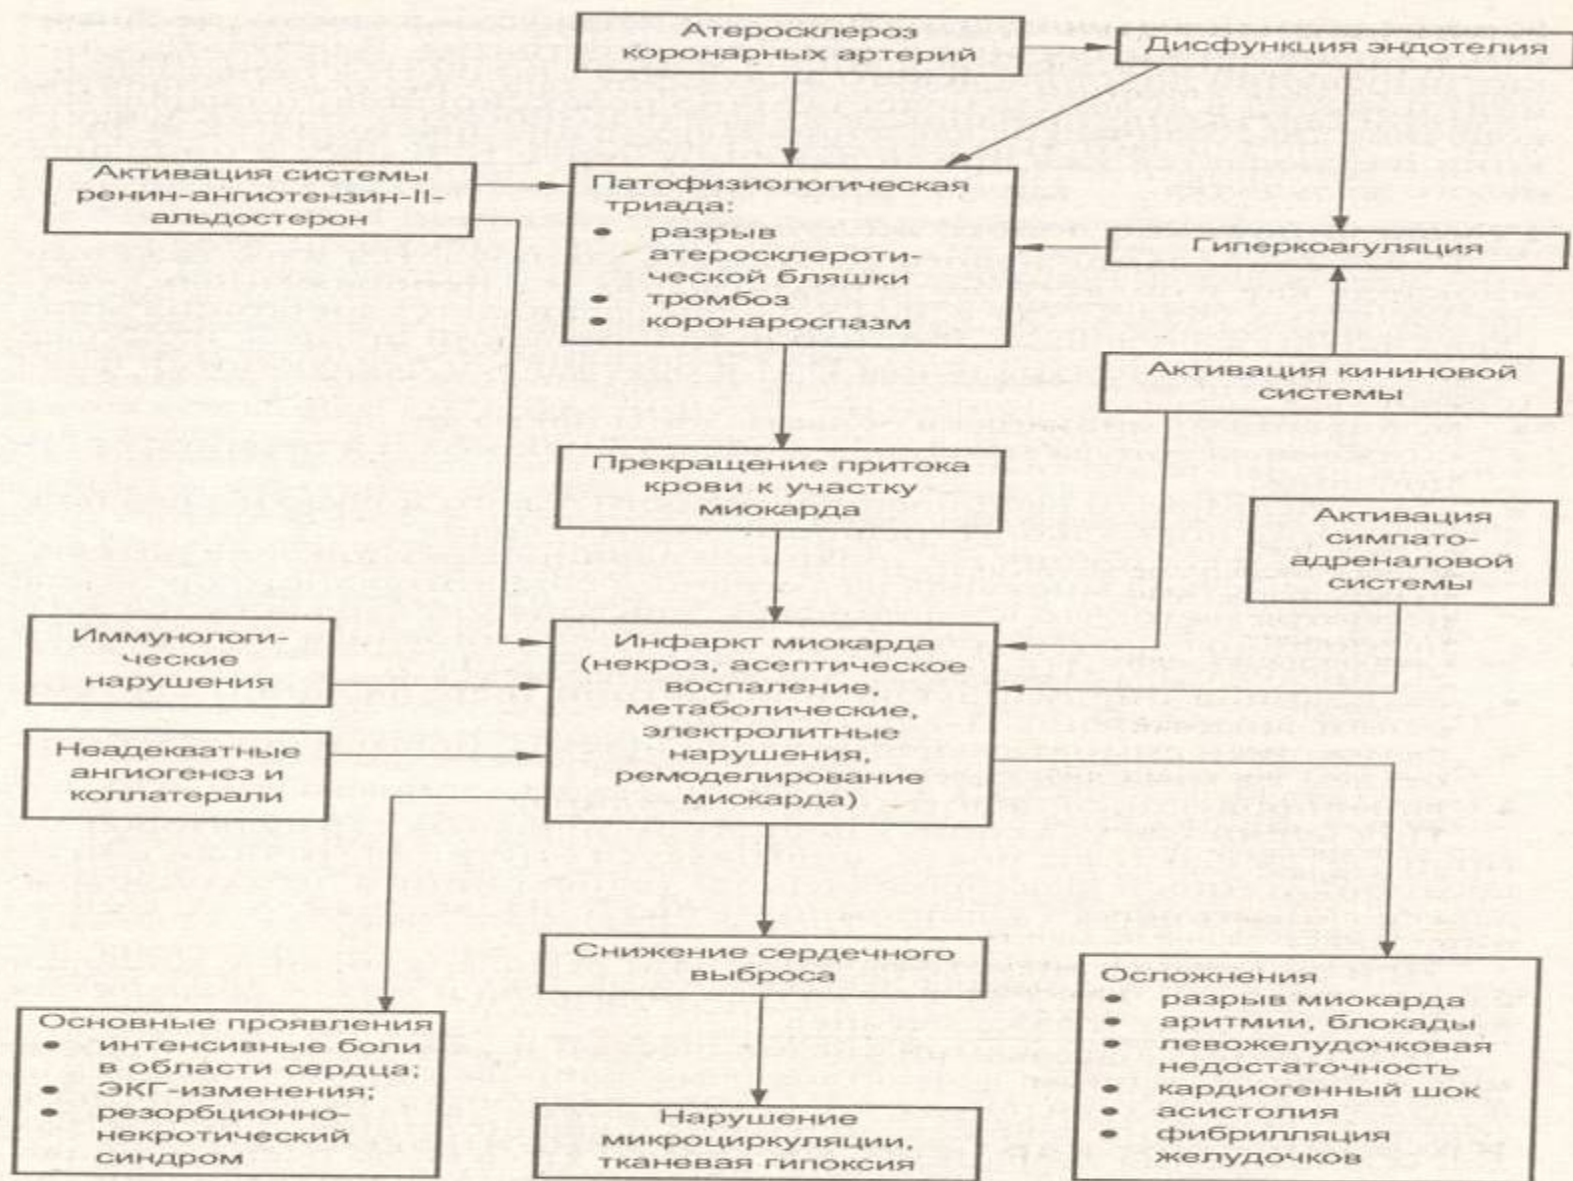 Атеросклероз
коронарных артерий
Дисфункция эндотелия
Активация системы
ренин-ангиотензин-II-
альдостерон
Патофизиологическая
триада:
• разрыв
атеросклероти-
ческой бляшки
• тромбоз
• коронароспазм
Гиперкоагуляция
Активация кининовой
системы
Прекращение притока
крови к участку
миокарда
Активация
симпато-
адреналовой
системы
Иммунологи-
ческие
нарушения
Инфаркт миокарда
(некроз, асептическое
воспаление,
метаболические,
электролитные
нарушения,
ремоделирование
миокарда)
Неадекватные
ангиогенез и
коллатерали
Снижение сердечного
выброса
Основные проявления
• интенсивные боли
в области сердца;
• ЭКГ-изменения;
• резорбционно-
некротический
синдром
Нарушение
микроциркуляции,
тканевая гипоксия
Осложнения
• разрыв миокарда
• аритмии, блокады
• левожелудочковая
недостаточность
• кардиогенный шок
• асистолия
• фибрилляция
желудочков